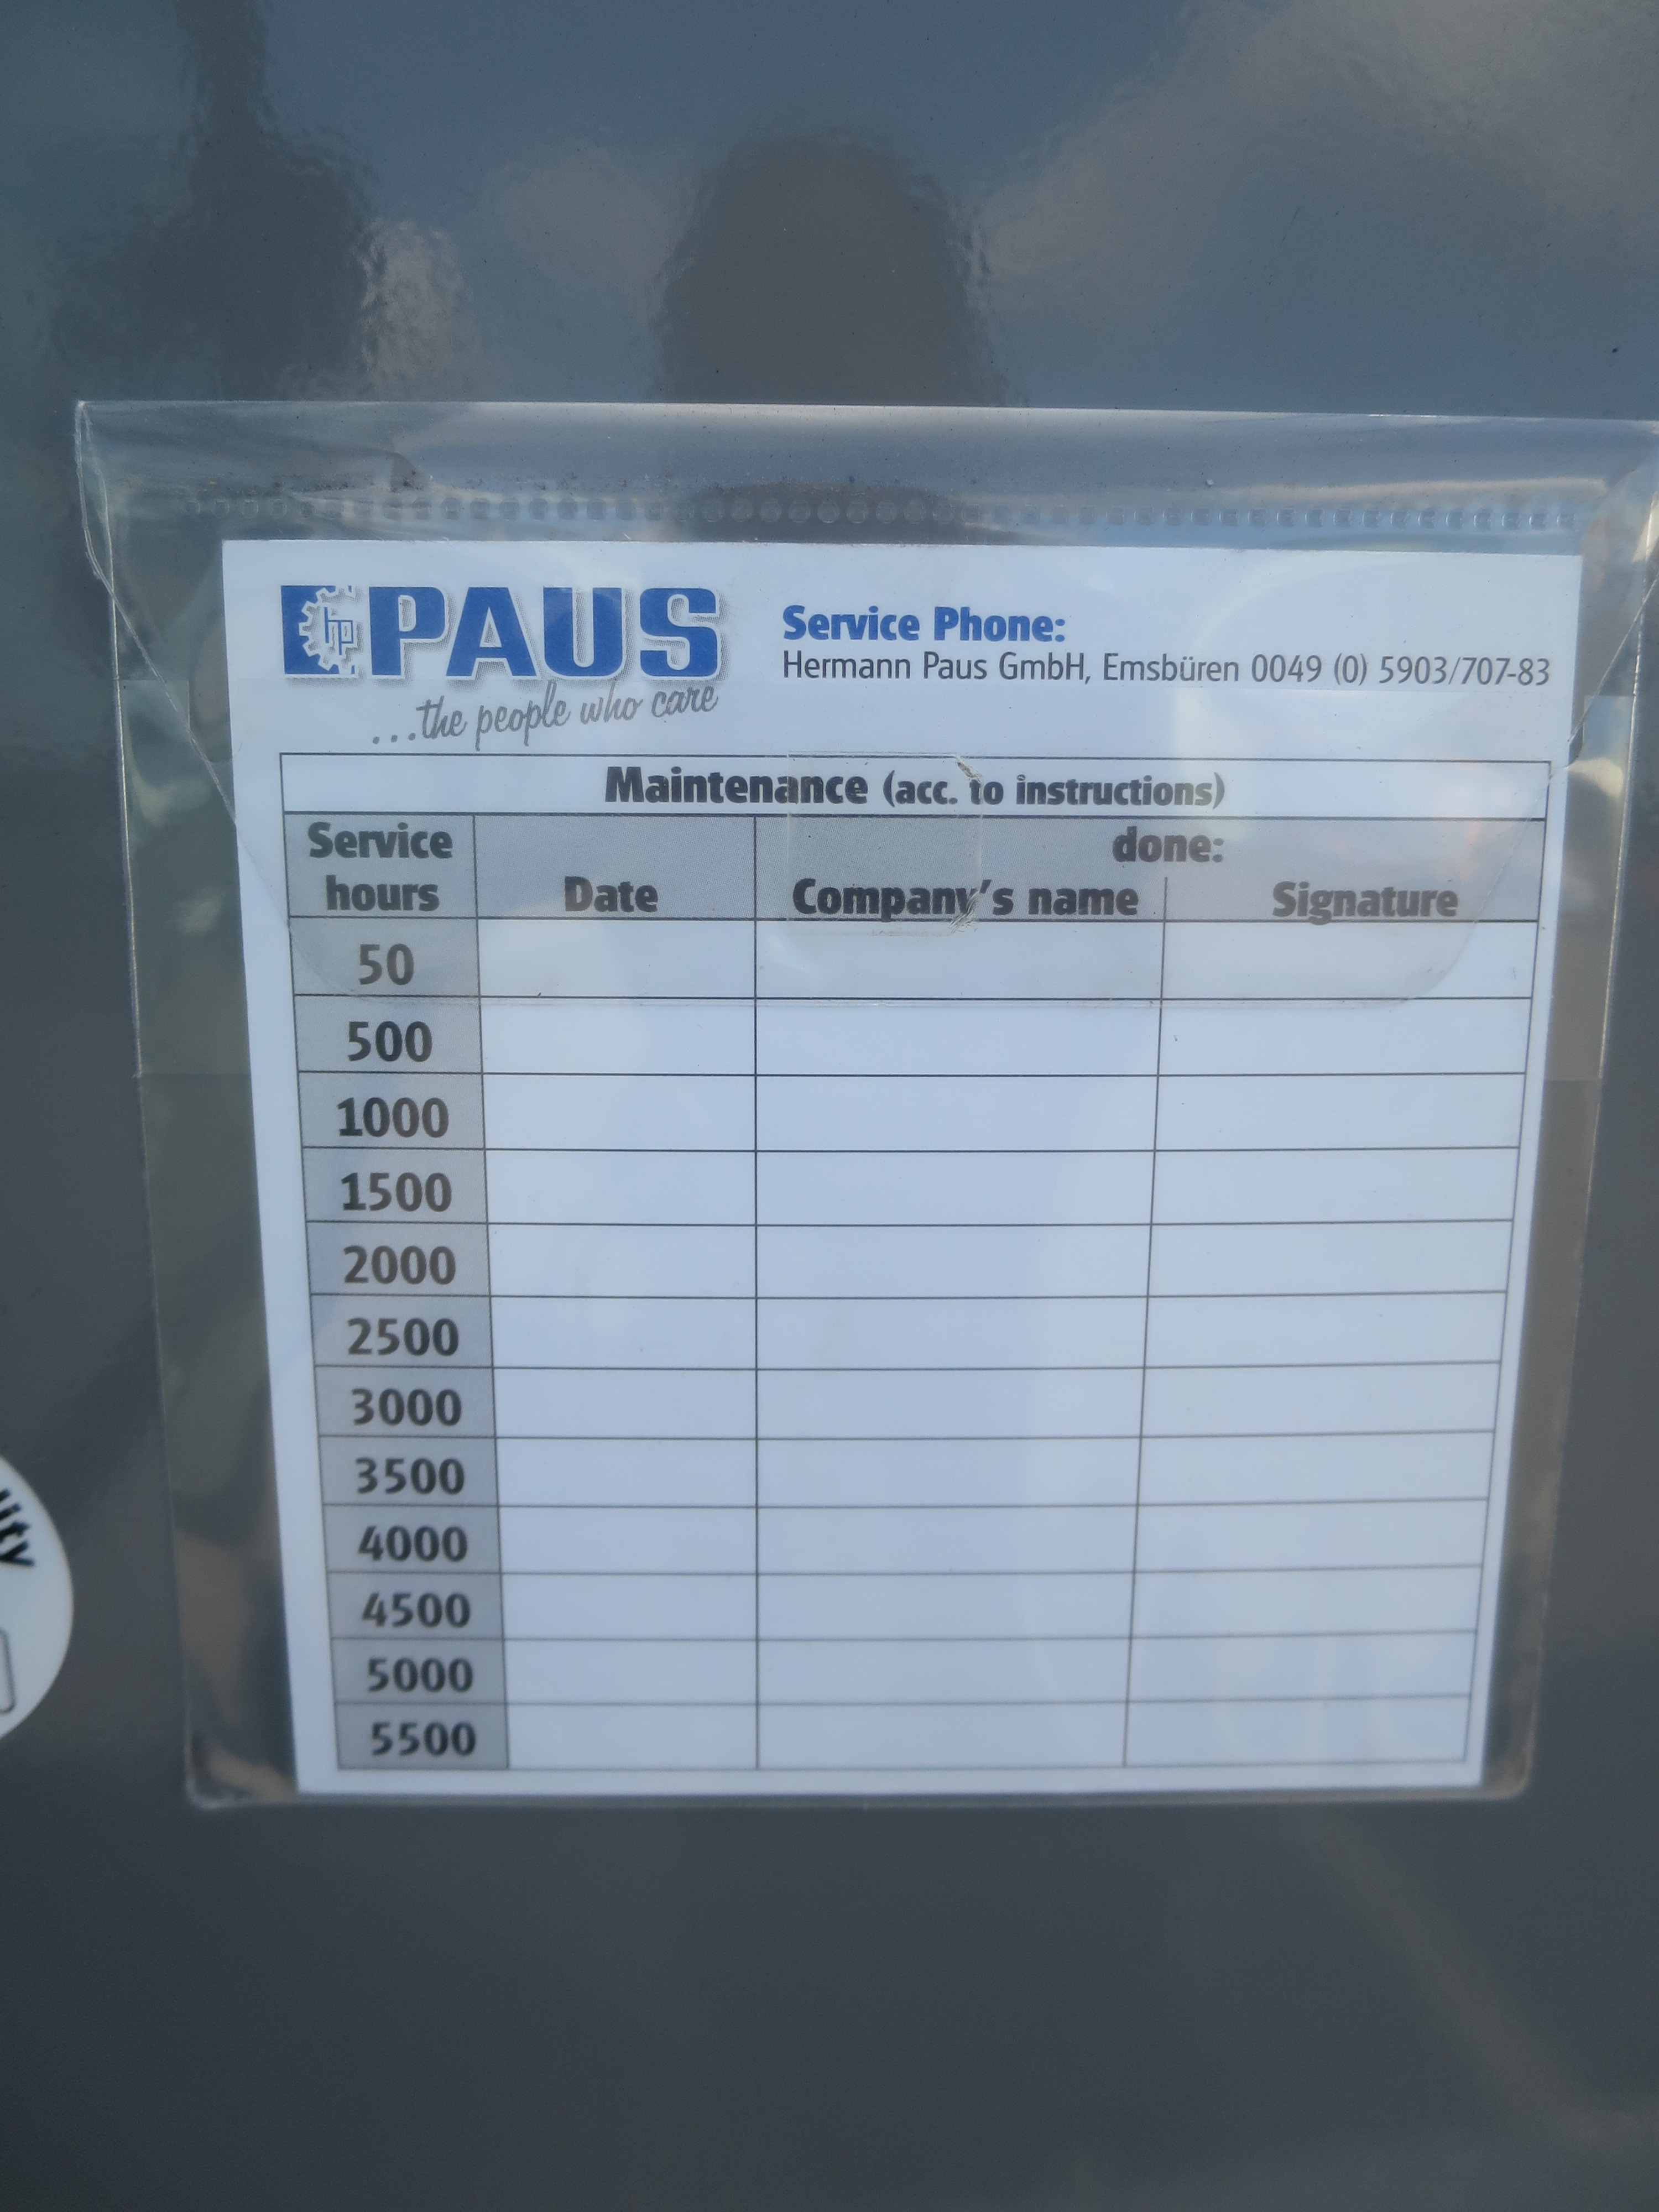 hp PAUS
...the people who care
Service Phone:
Hermann Paus GmbH, Emsbüren 0049 (0) 5903/707-83
Maintenance (acc. to instructions)
Service hours Date done: Company's name Signature
50
500
1000
1500
2000
2500
3000
3500
4000
4500
5000
5500